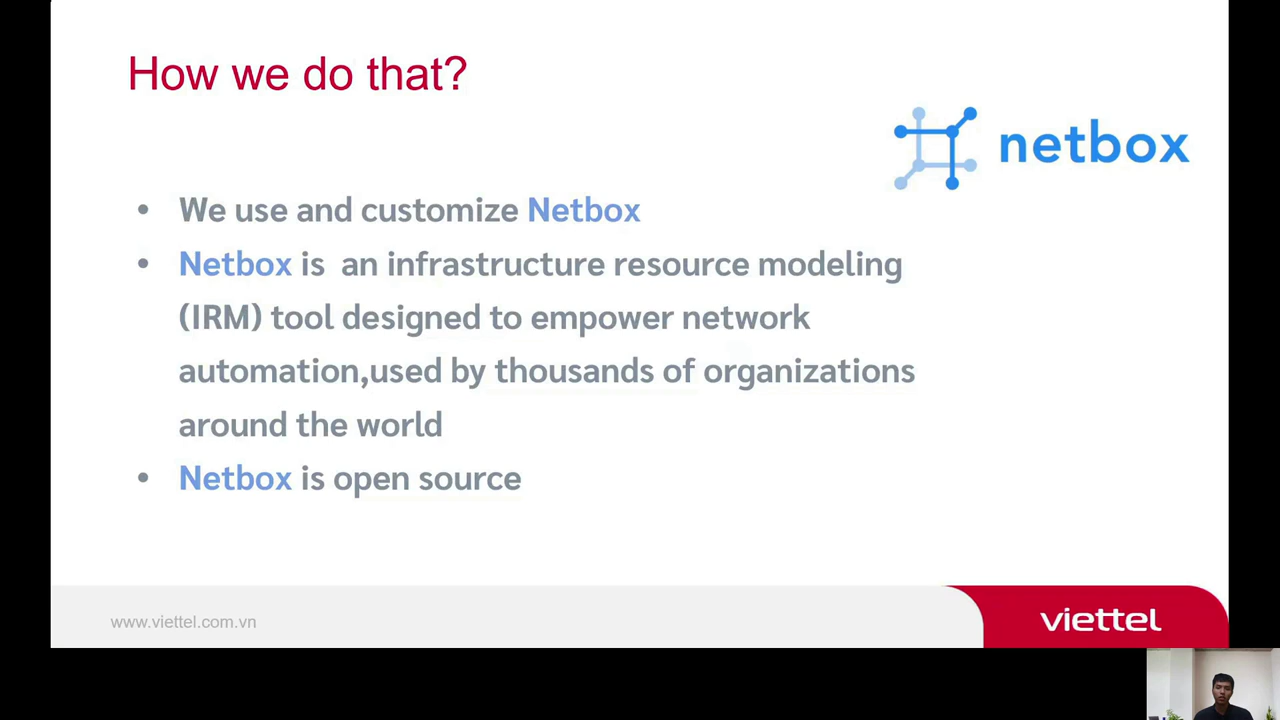 How we do that?
netbox
• We use and customize Netbox
• Netbox is  an infrastructure resource modeling
(IRM) tool designed to empower network
automation,used by thousands of organizations
around the world
• Netbox is open source
www.viettel.com.vn
viettel